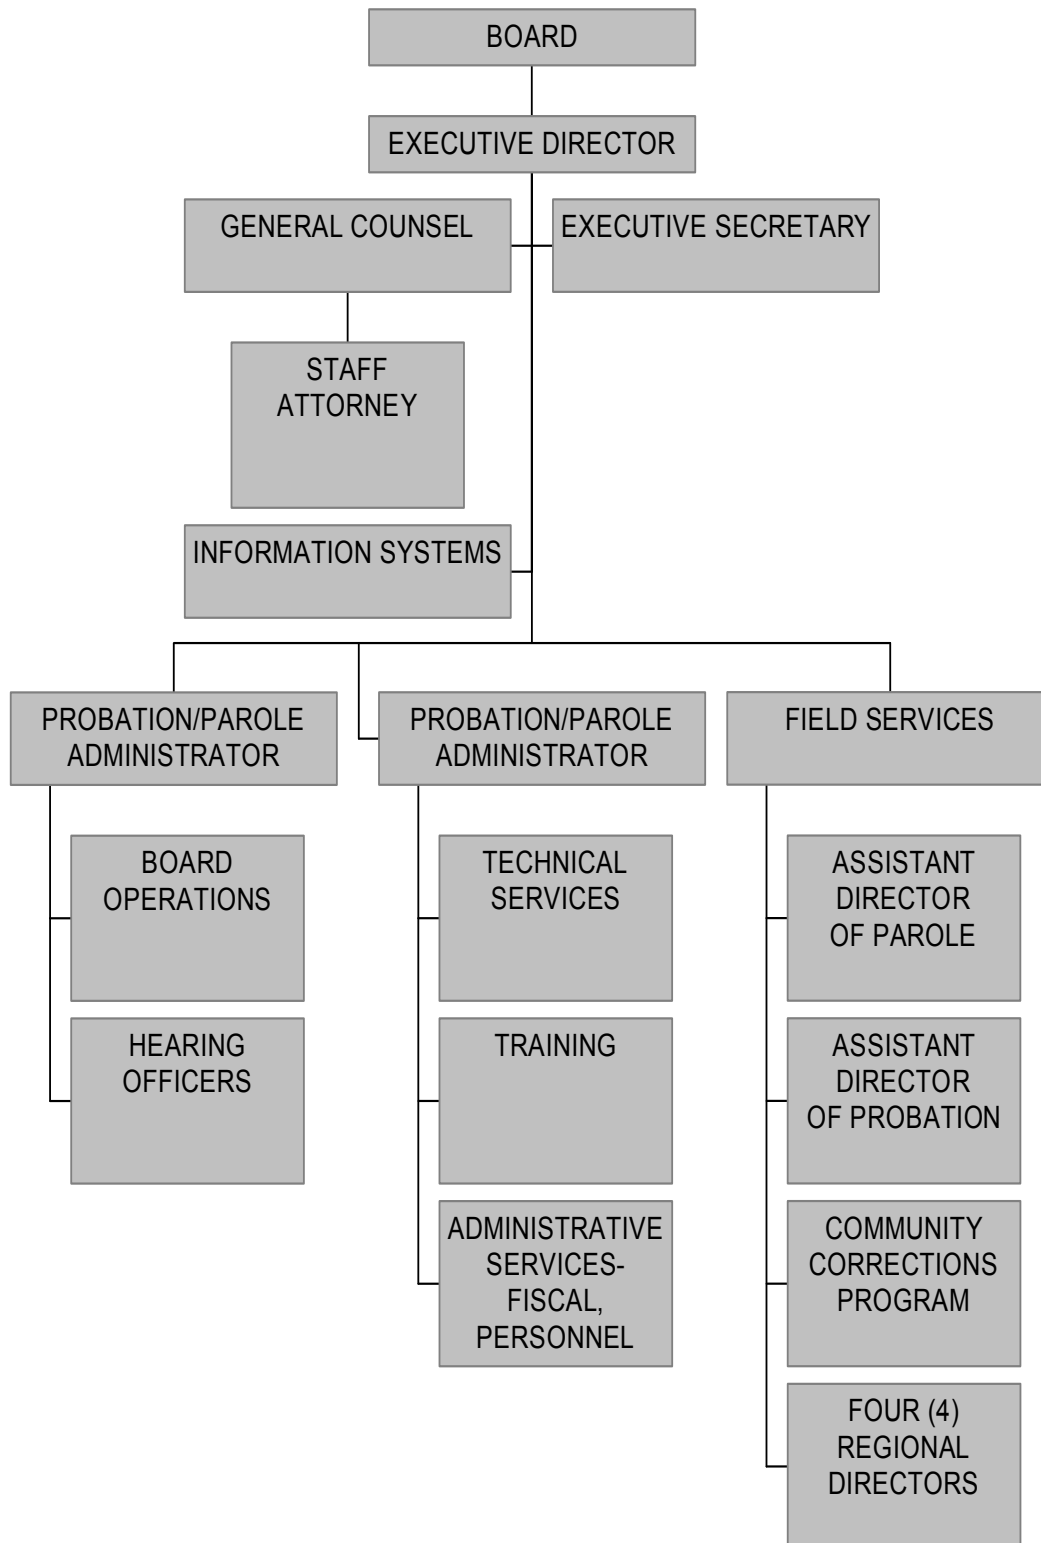 BOARD
EXECUTIVE DIRECTOR
GENERAL COUNSEL
EXECUTIVE SECRETARY
STAFF
ATTORNEY
INFORMATION SYSTEMS
PROBATION/PAROLE
ADMINISTRATOR
BOARD
OPERATIONS
HEARING
OFFICERS
PROBATION/PAROLE
ADMINISTRATOR
TECHNICAL
SERVICES
TRAINING
ADMINISTRATIVE
SERVICES-
FISCAL,
PERSONNEL
FIELD SERVICES
ASSISTANT
DIRECTOR
OF PAROLE
ASSISTANT
DIRECTOR
OF PROBATION
COMMUNITY
CORRECTIONS
PROGRAM
FOUR (4)
REGIONAL
DIRECTORS